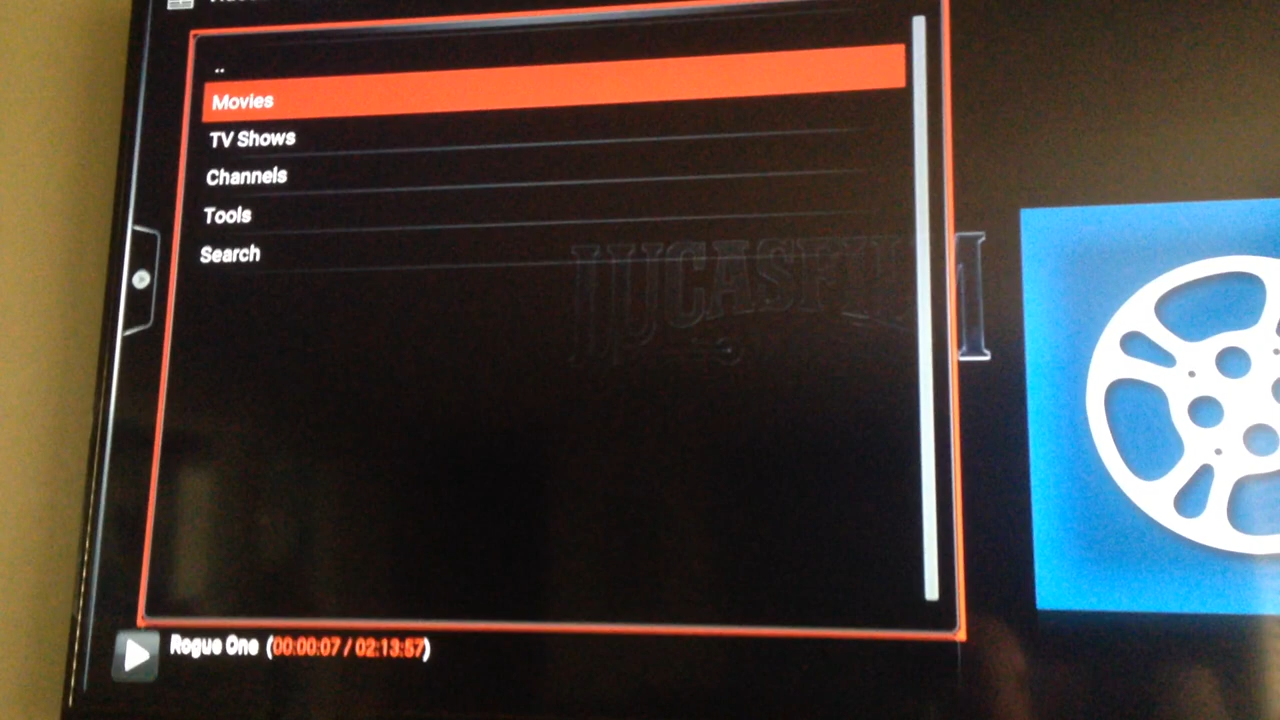 ..
Movies
TV Shows
Channels
Tools
Search
LUCASFILM
Rogue One (00:00:07 / 02:13:57)